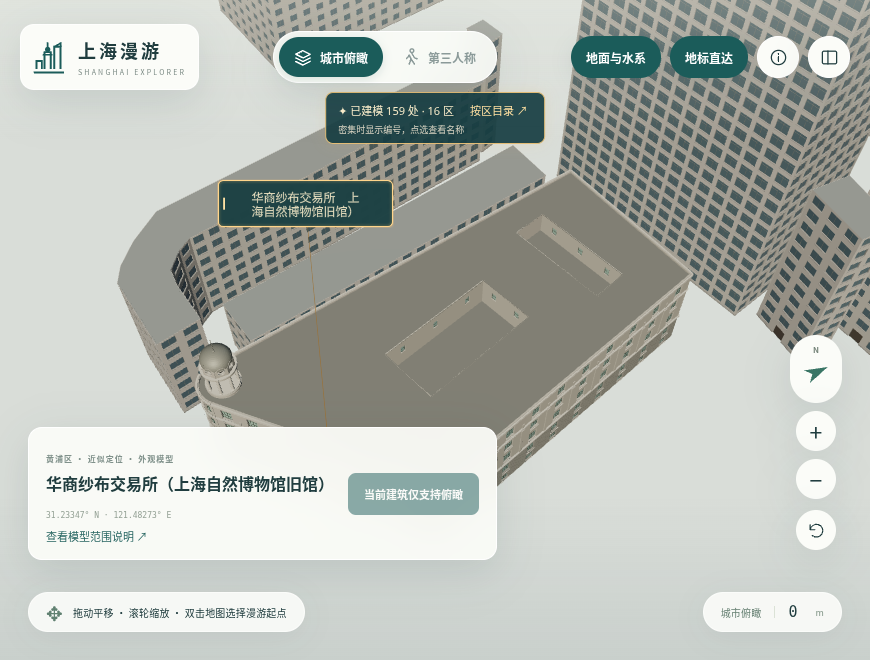 上海漫游
SHANGHAI EXPLORER
城市俯瞰
第三人称
地面与水系
地标直达
✦ 已建模 159 处 · 16 区 按区目录 ↗
密集时显示编号，点选查看名称
华商纱布交易所 上
海自然博物馆旧馆）
N
黄浦区 · 近似定位 · 外观模型
华商纱布交易所（上海自然博物馆旧馆）
当前建筑仅支持俯瞰
31.23347° N · 121.48273° E
查看模型范围说明 ↗
拖动平移 · 滚轮缩放 · 双击地图选择漫游起点
城市俯瞰 0 m